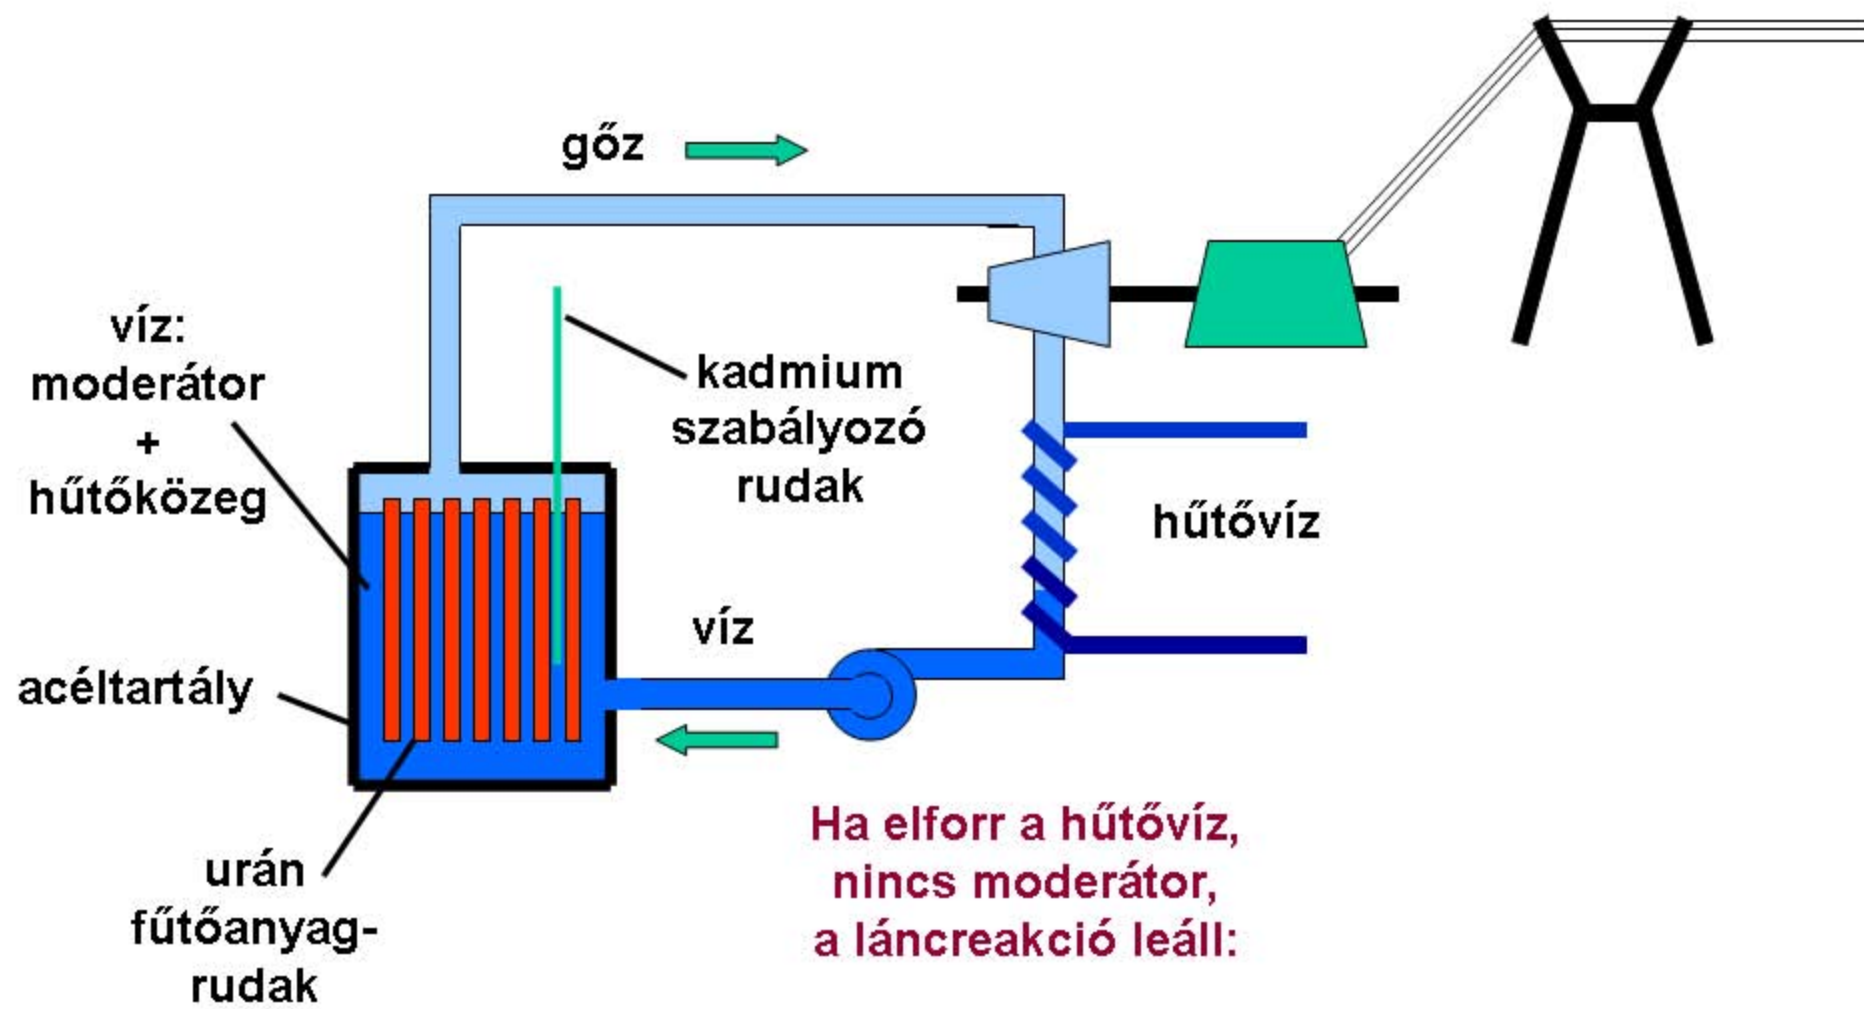 gőz
víz:
moderátor
+
hűtőközeg
kadmium
szabályozó
rudak
hűtővíz
víz
acéltartály
urán
fűtőanyag-
rudak
Ha elforr a hűtővíz,
nincs moderátor,
a láncreakció leáll: